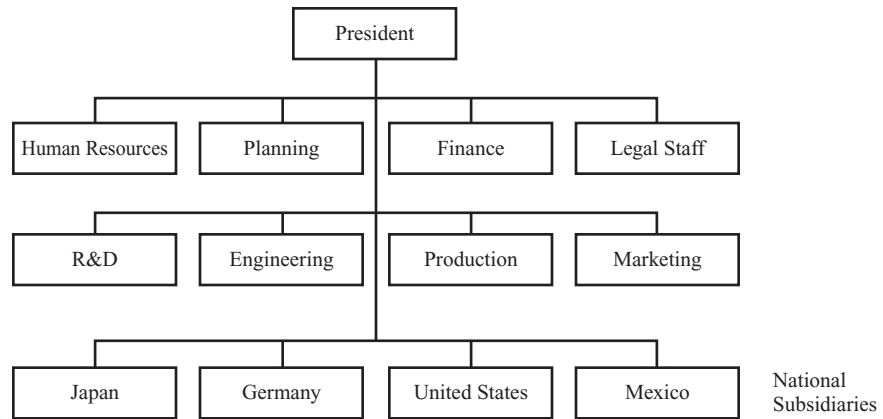 President
Human Resources
Planning
Finance
Legal Staff
R&D
Engineering
Production
Marketing
Japan
Germany
United States
Mexico
National
Subsidiaries